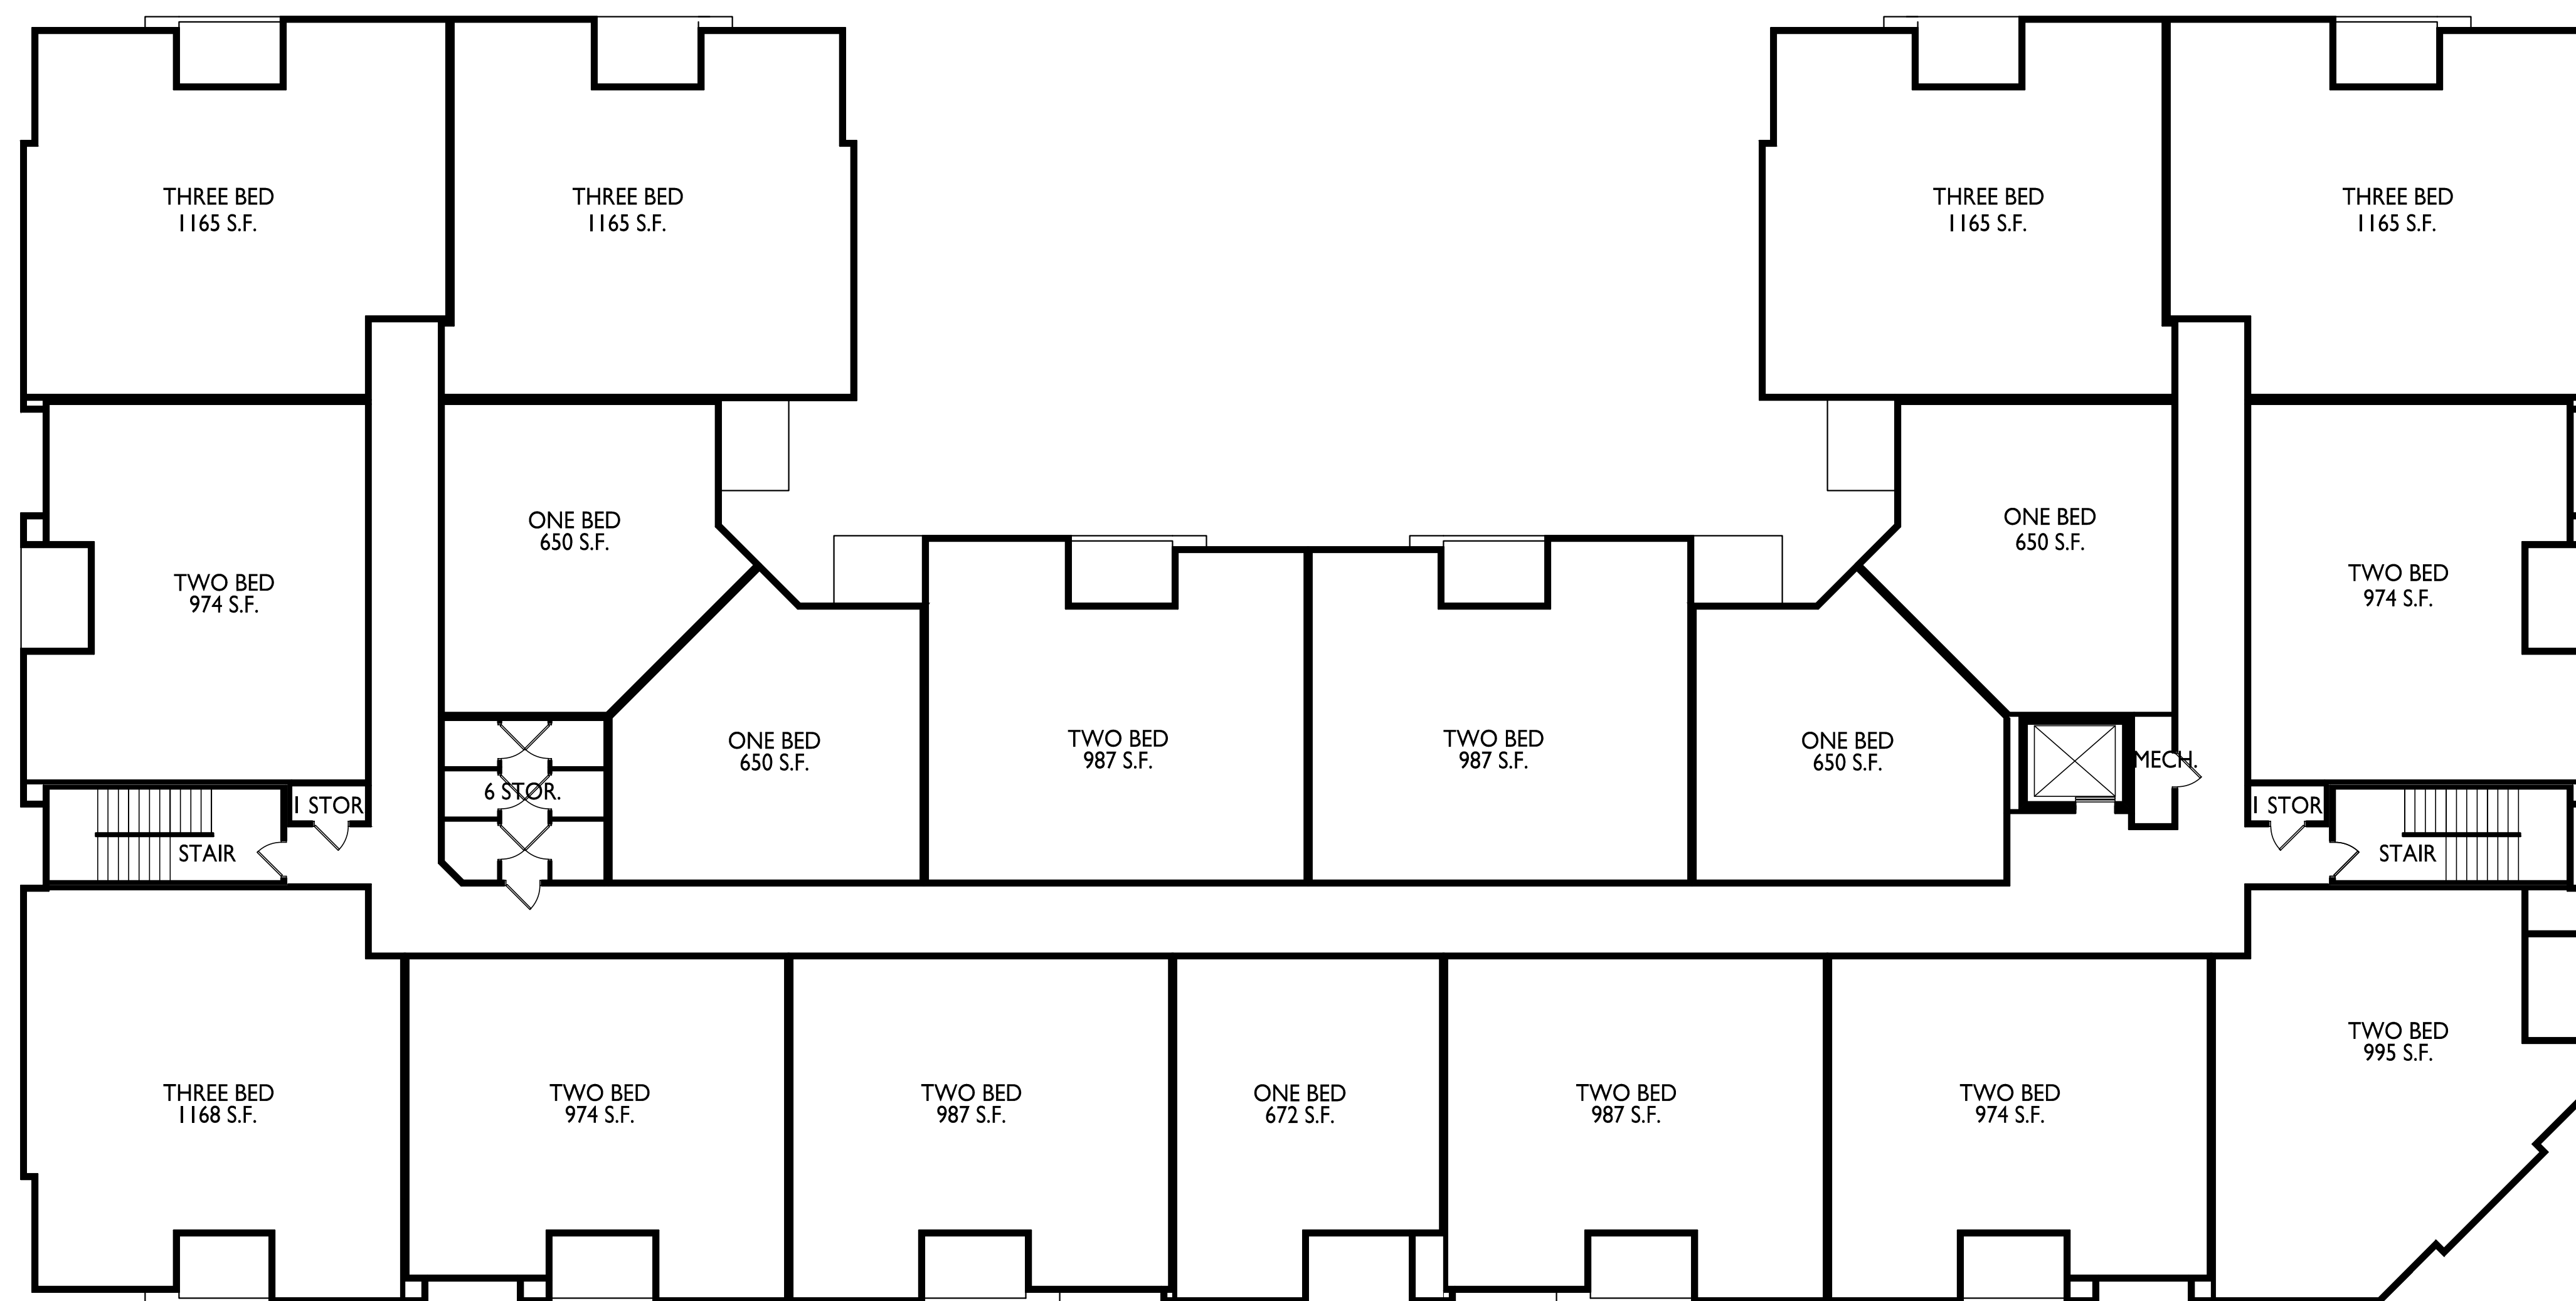 THREE BED
1165 S.F.
THREE BED
1165 S.F.
THREE BED
1165 S.F.
THREE BED
1165 S.F.
ONE BED
650 S.F.
ONE BED
650 S.F.
TWO BED
974 S.F.
TWO BED
974 S.F.
ONE BED
650 S.F.
TWO BED
987 S.F.
TWO BED
987 S.F.
ONE BED
650 S.F.
MECH.
6 STOR.
1 STOR
1 STOR
STAIR
STAIR
TWO BED
995 S.F.
THREE BED
1168 S.F.
TWO BED
974 S.F.
TWO BED
987 S.F.
ONE BED
672 S.F.
TWO BED
987 S.F.
TWO BED
974 S.F.